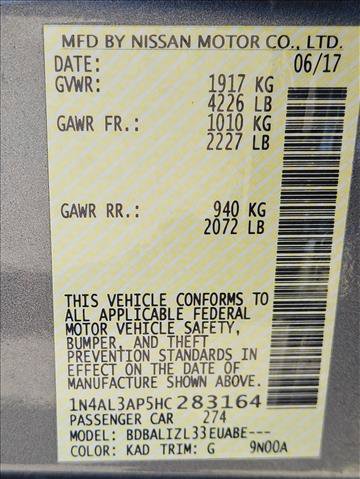 MFD BY NISSAN MOTOR CO., LTD.
DATE: 06/17
GVWR: 1917 KG
4226 LB
GAWR FR.: 1010 KG
2227 LB
GAWR RR.: 940 KG
2072 LB
THIS VEHICLE CONFORMS TO
ALL APPLICABLE FEDERAL
MOTOR VEHICLE SAFETY,
BUMPER, AND THEFT
PREVENTION STANDARDS IN
EFFECT ON THE DATE OF
MANUFACTURE SHOWN ABOVE.
1N4AL3AP5HC283164
PASSENGER CAR 274
MODEL: BDBALIZL33EUABE---
COLOR: KAD TRIM: G 9N00A